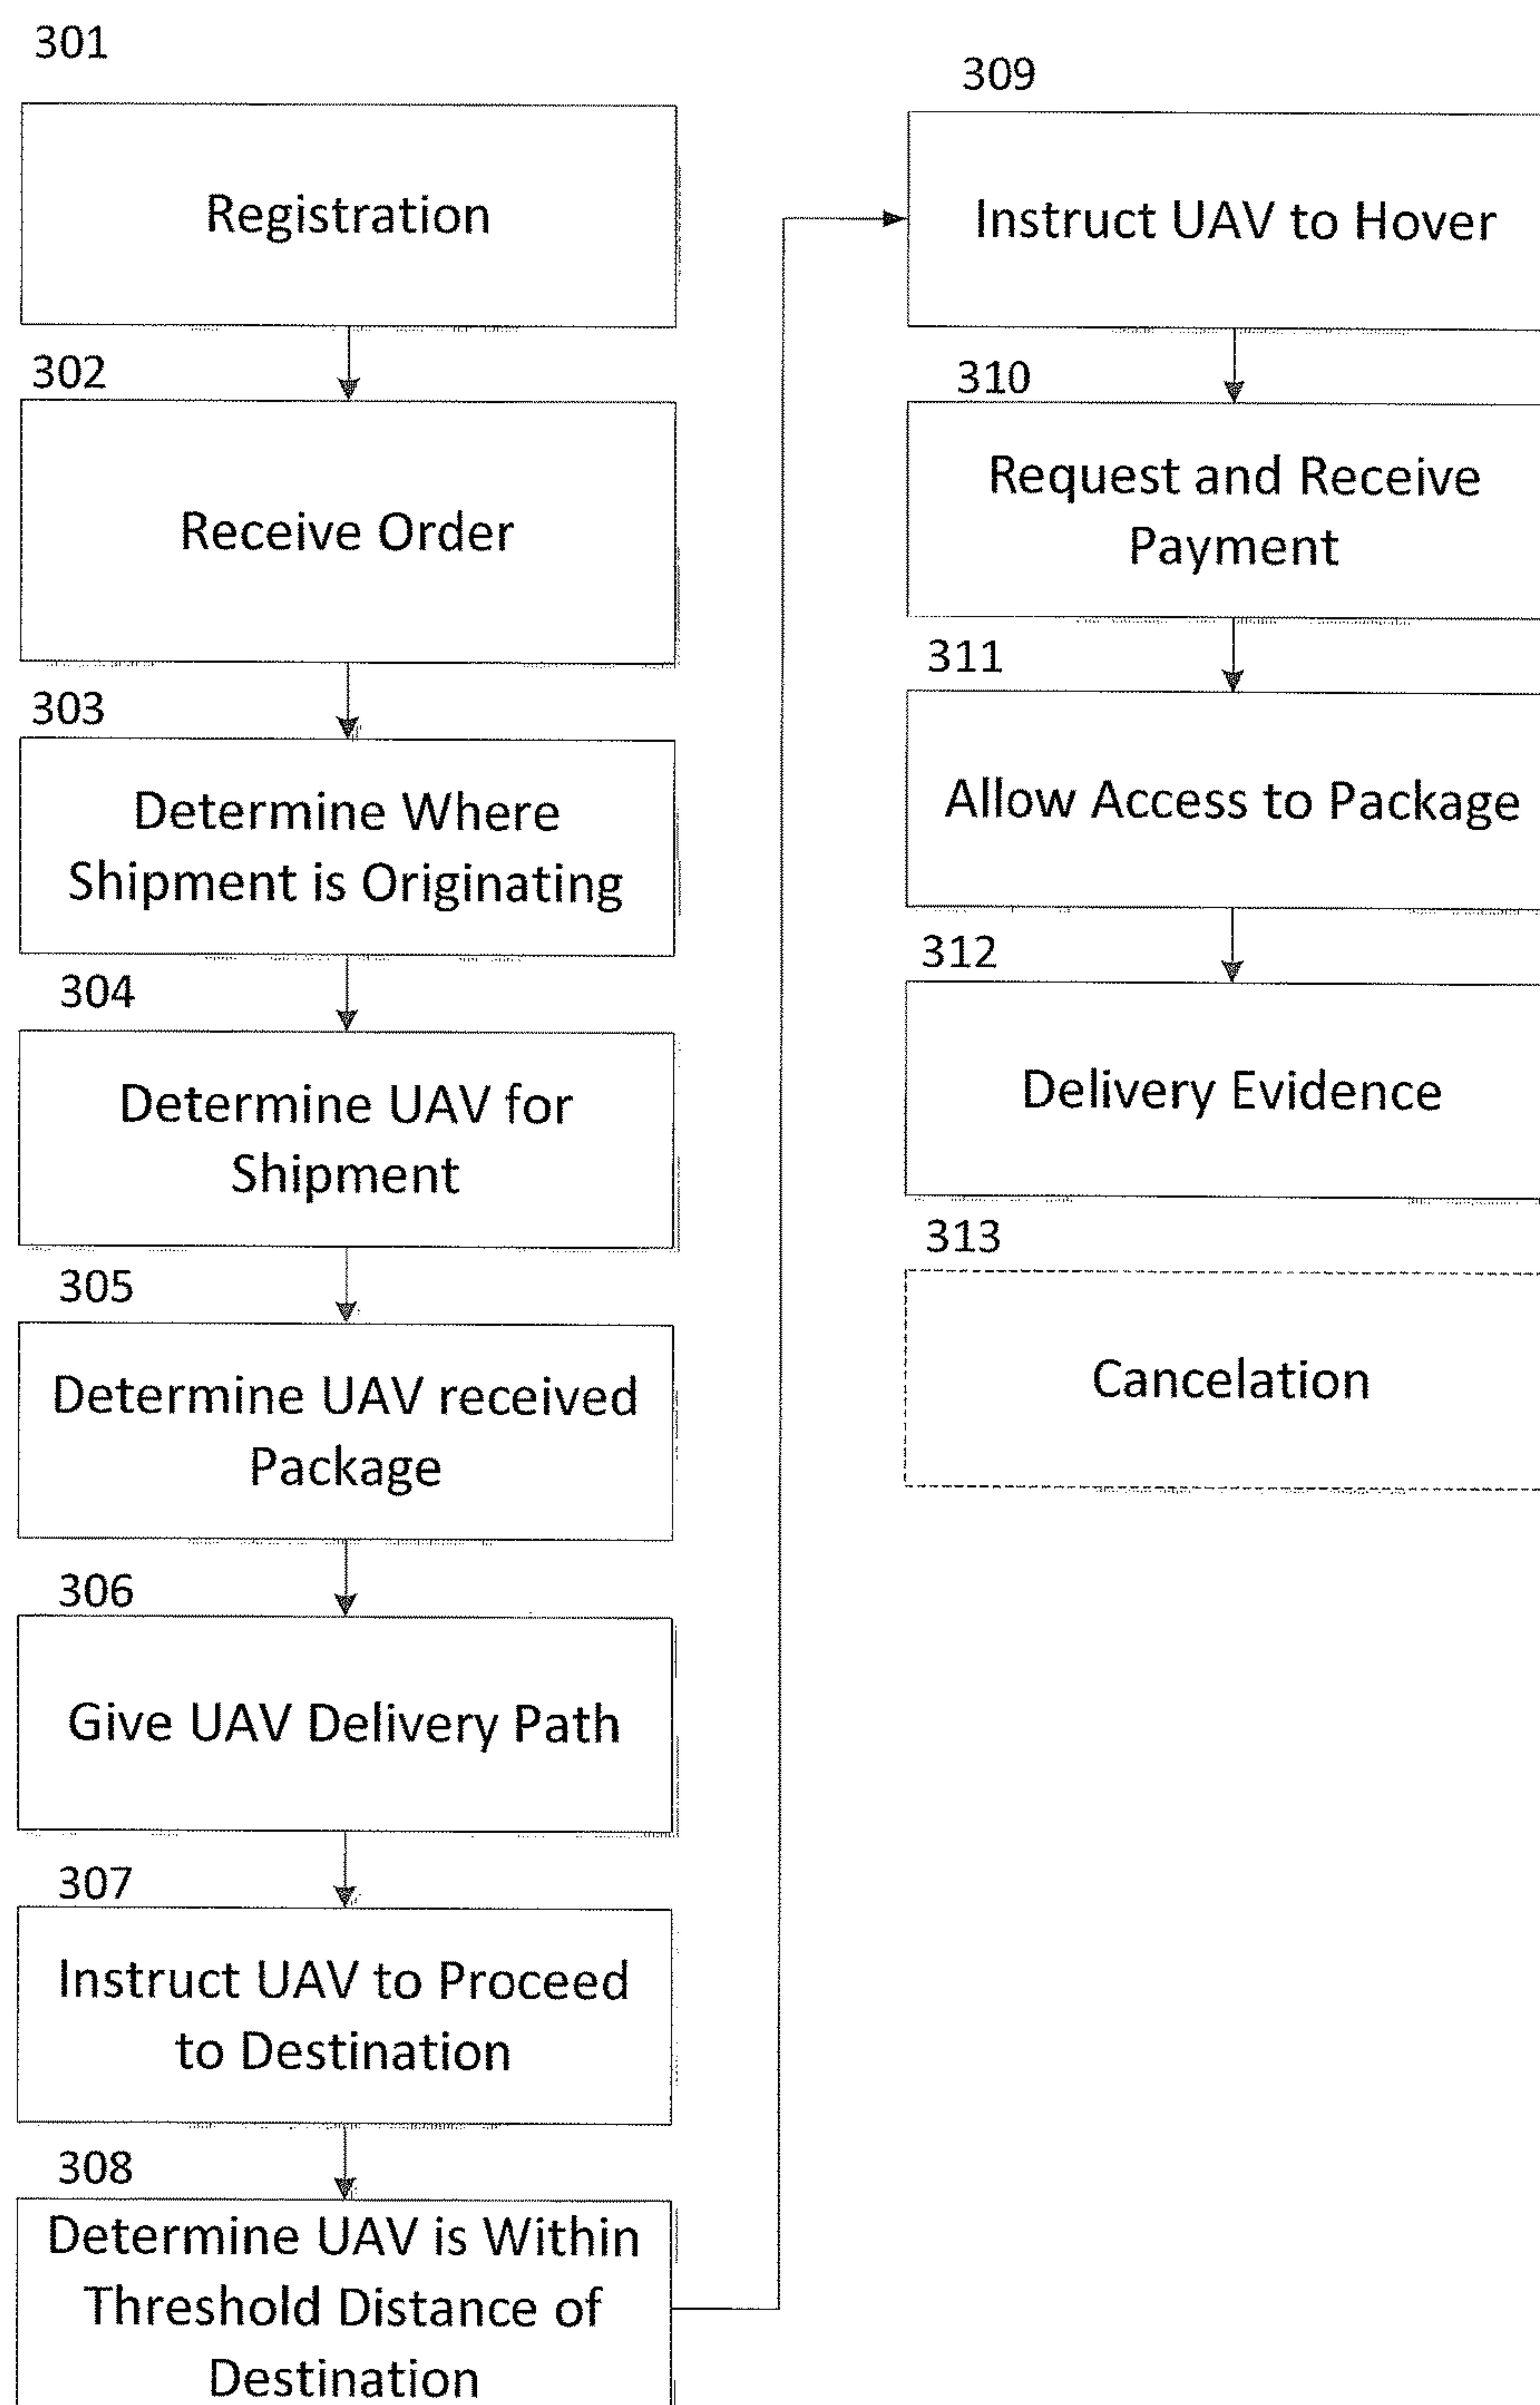 301
Registration
302
Receive Order
303
Determine Where
Shipment is Originating
304
Determine UAV for
Shipment
305
Determine UAV received
Package
306
Give UAV Delivery Path
307
Instruct UAV to Proceed
to Destination
308
Determine UAV is Within
Threshold Distance of
Destination
309
Instruct UAV to Hover
310
Request and Receive
Payment
311
Allow Access to Package
312
Delivery Evidence
313
Cancelation